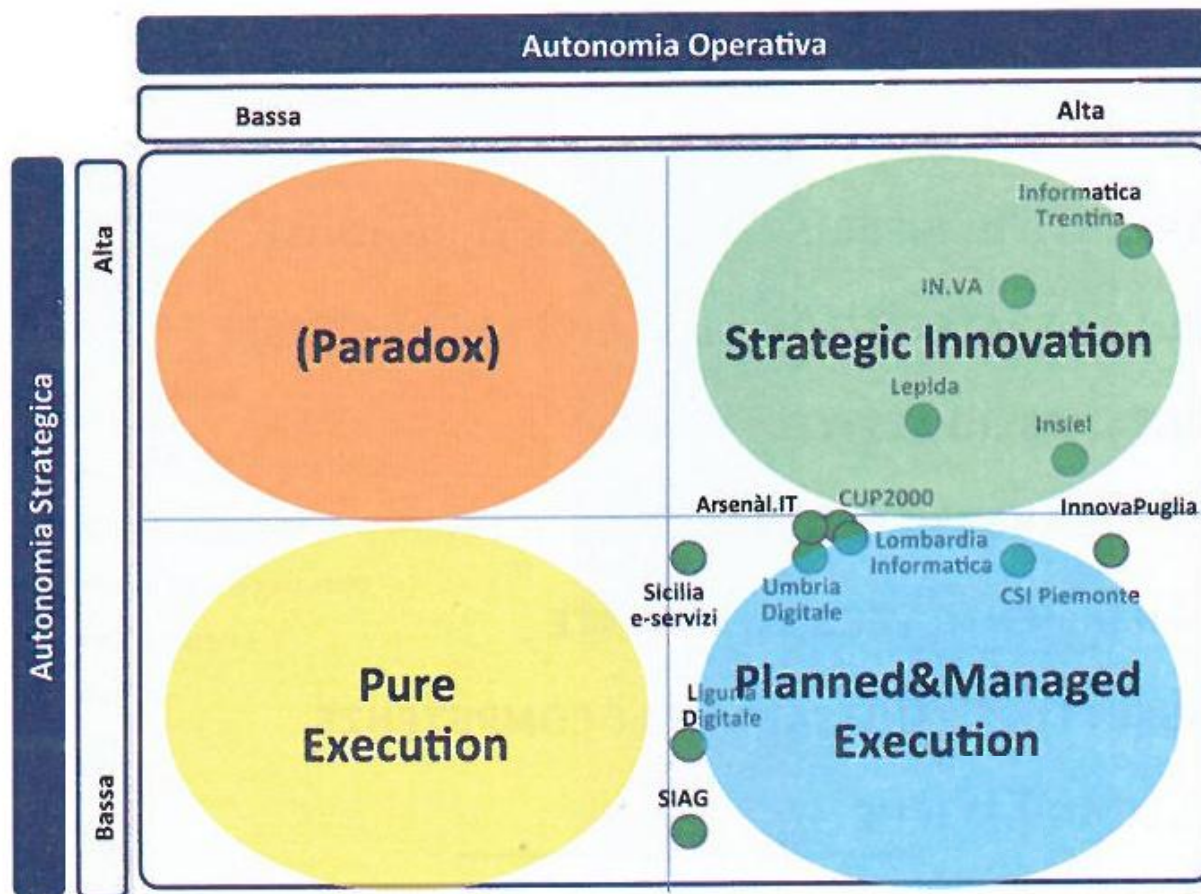 Autonomia Operativa
Bassa
Alta
Autonomia Strategica
Alta
Bassa
(Paradox)
Strategic Innovation
Informatica
Trentina
IN.VA
Lepida
Insiel
Arsenàl.IT
CUP2000
InnovaPuglia
Sicilia
e-servizi
Umbria
Digitale
Lombardia
Informatica
CSI Piemonte
Pure
Execution
Planned&Managed
Execution
Liguria
Digitale
SIAG